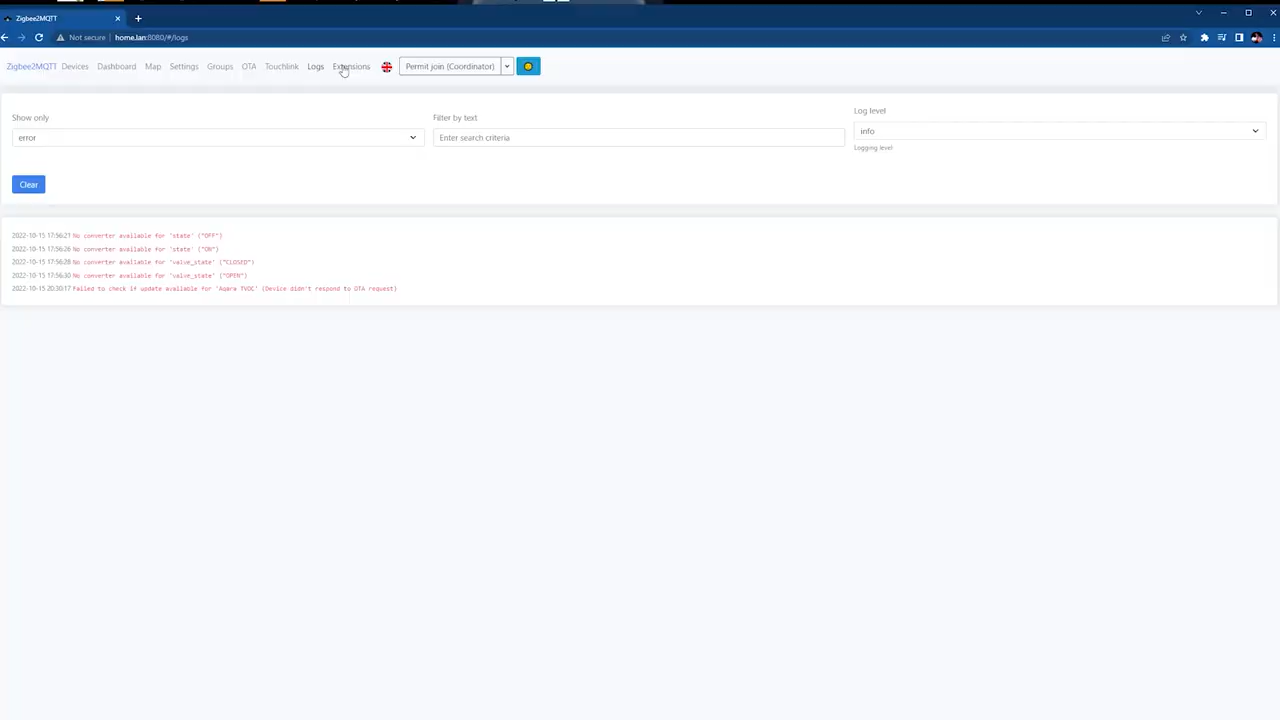 Zigbee2MQTT
Not secure home.lan:8080/#/logs
Zigbee2MQTT Devices Dashboard Map Settings Groups OTA Touchlink Logs Extensions Permit join (Coordinator)
Show only
Filter by text
Log level
error
Enter search criteria
info
Logging level
Clear
2022-10-15 17:56:27 No converter available for 'state' ("OFF")
2022-10-15 17:56:26 No converter available for 'state' ("ON")
2022-10-15 17:56:28 No converter available for 'valve_state' ("CLOSED")
2022-10-15 17:56:30 No converter available for 'valve_state' ("OPEN")
2022-10-15 20:30:17 Failed to check if update available for 'Aqara TVOC' (Device didn't respond to OTA request)